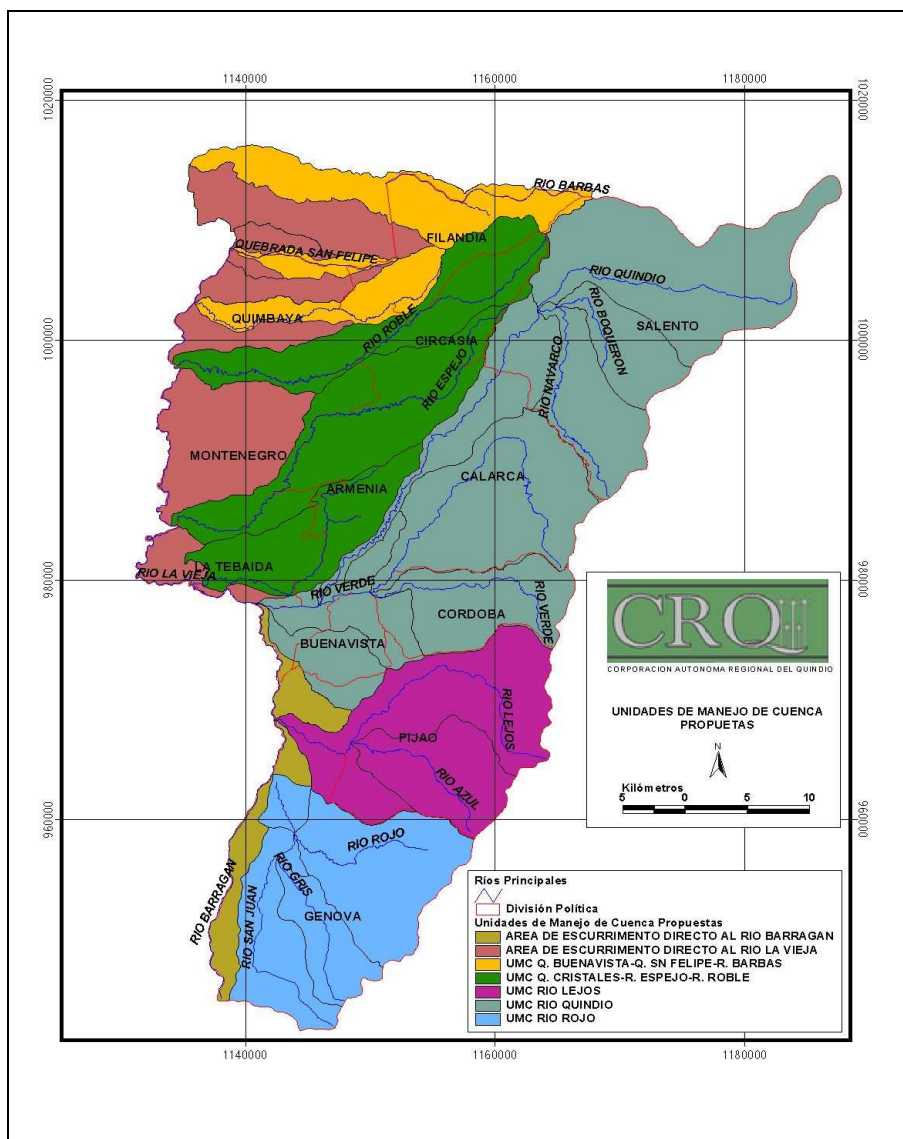 1140000
1160000
1180000
1020000
1020000
RIO BARBAS
FILANDIA
QUEBRADA SAN FELIPE
RIO QUINDIO
RIO BOQUERON
QUIMBAYA
RIO ROBLE
SALENTO
1000000
CIRCASIA
1000000
RIO ESPEJO
RIO NAVARCO
MONTENEGRO
CALARCA
ARMENIA
LA TEBAIDA
RIO LA VIEJA
980000
RIO VERDE
980000
CORDOBA
RIO VERDE
BUENAVISTA
CRQ
CORPORACION AUTONOMA REGIONAL DEL QUINDIO
UNIDADES DE MANEJO DE CUENCA
PROPUETAS
N
Kilómetros
5 0 5 10
RIO LEJOS
PIJAO
RIO AZUL
960000
960000
RIO ROJO
RIO GRIS
RIO BARRAGAN
RIO SAN JUAN
GENOVA
Ríos Principales
División Política
Unidades de Manejo de Cuenca Propuestas
AREA DE ESCURRIMIENTO DIRECTO AL RIO BARRAGAN
AREA DE ESCURRIMIENTO DIRECTO AL RIO LA VIEJA
UMC Q. BUENAVISTA-Q. SN FELIPE-R. BARBAS
UMC Q. CRISTALES-R. ESPEJO-R. ROBLE
UMC RIO LEJOS
UMC RIO QUINDIO
UMC RIO ROJO
1140000
1160000
1180000